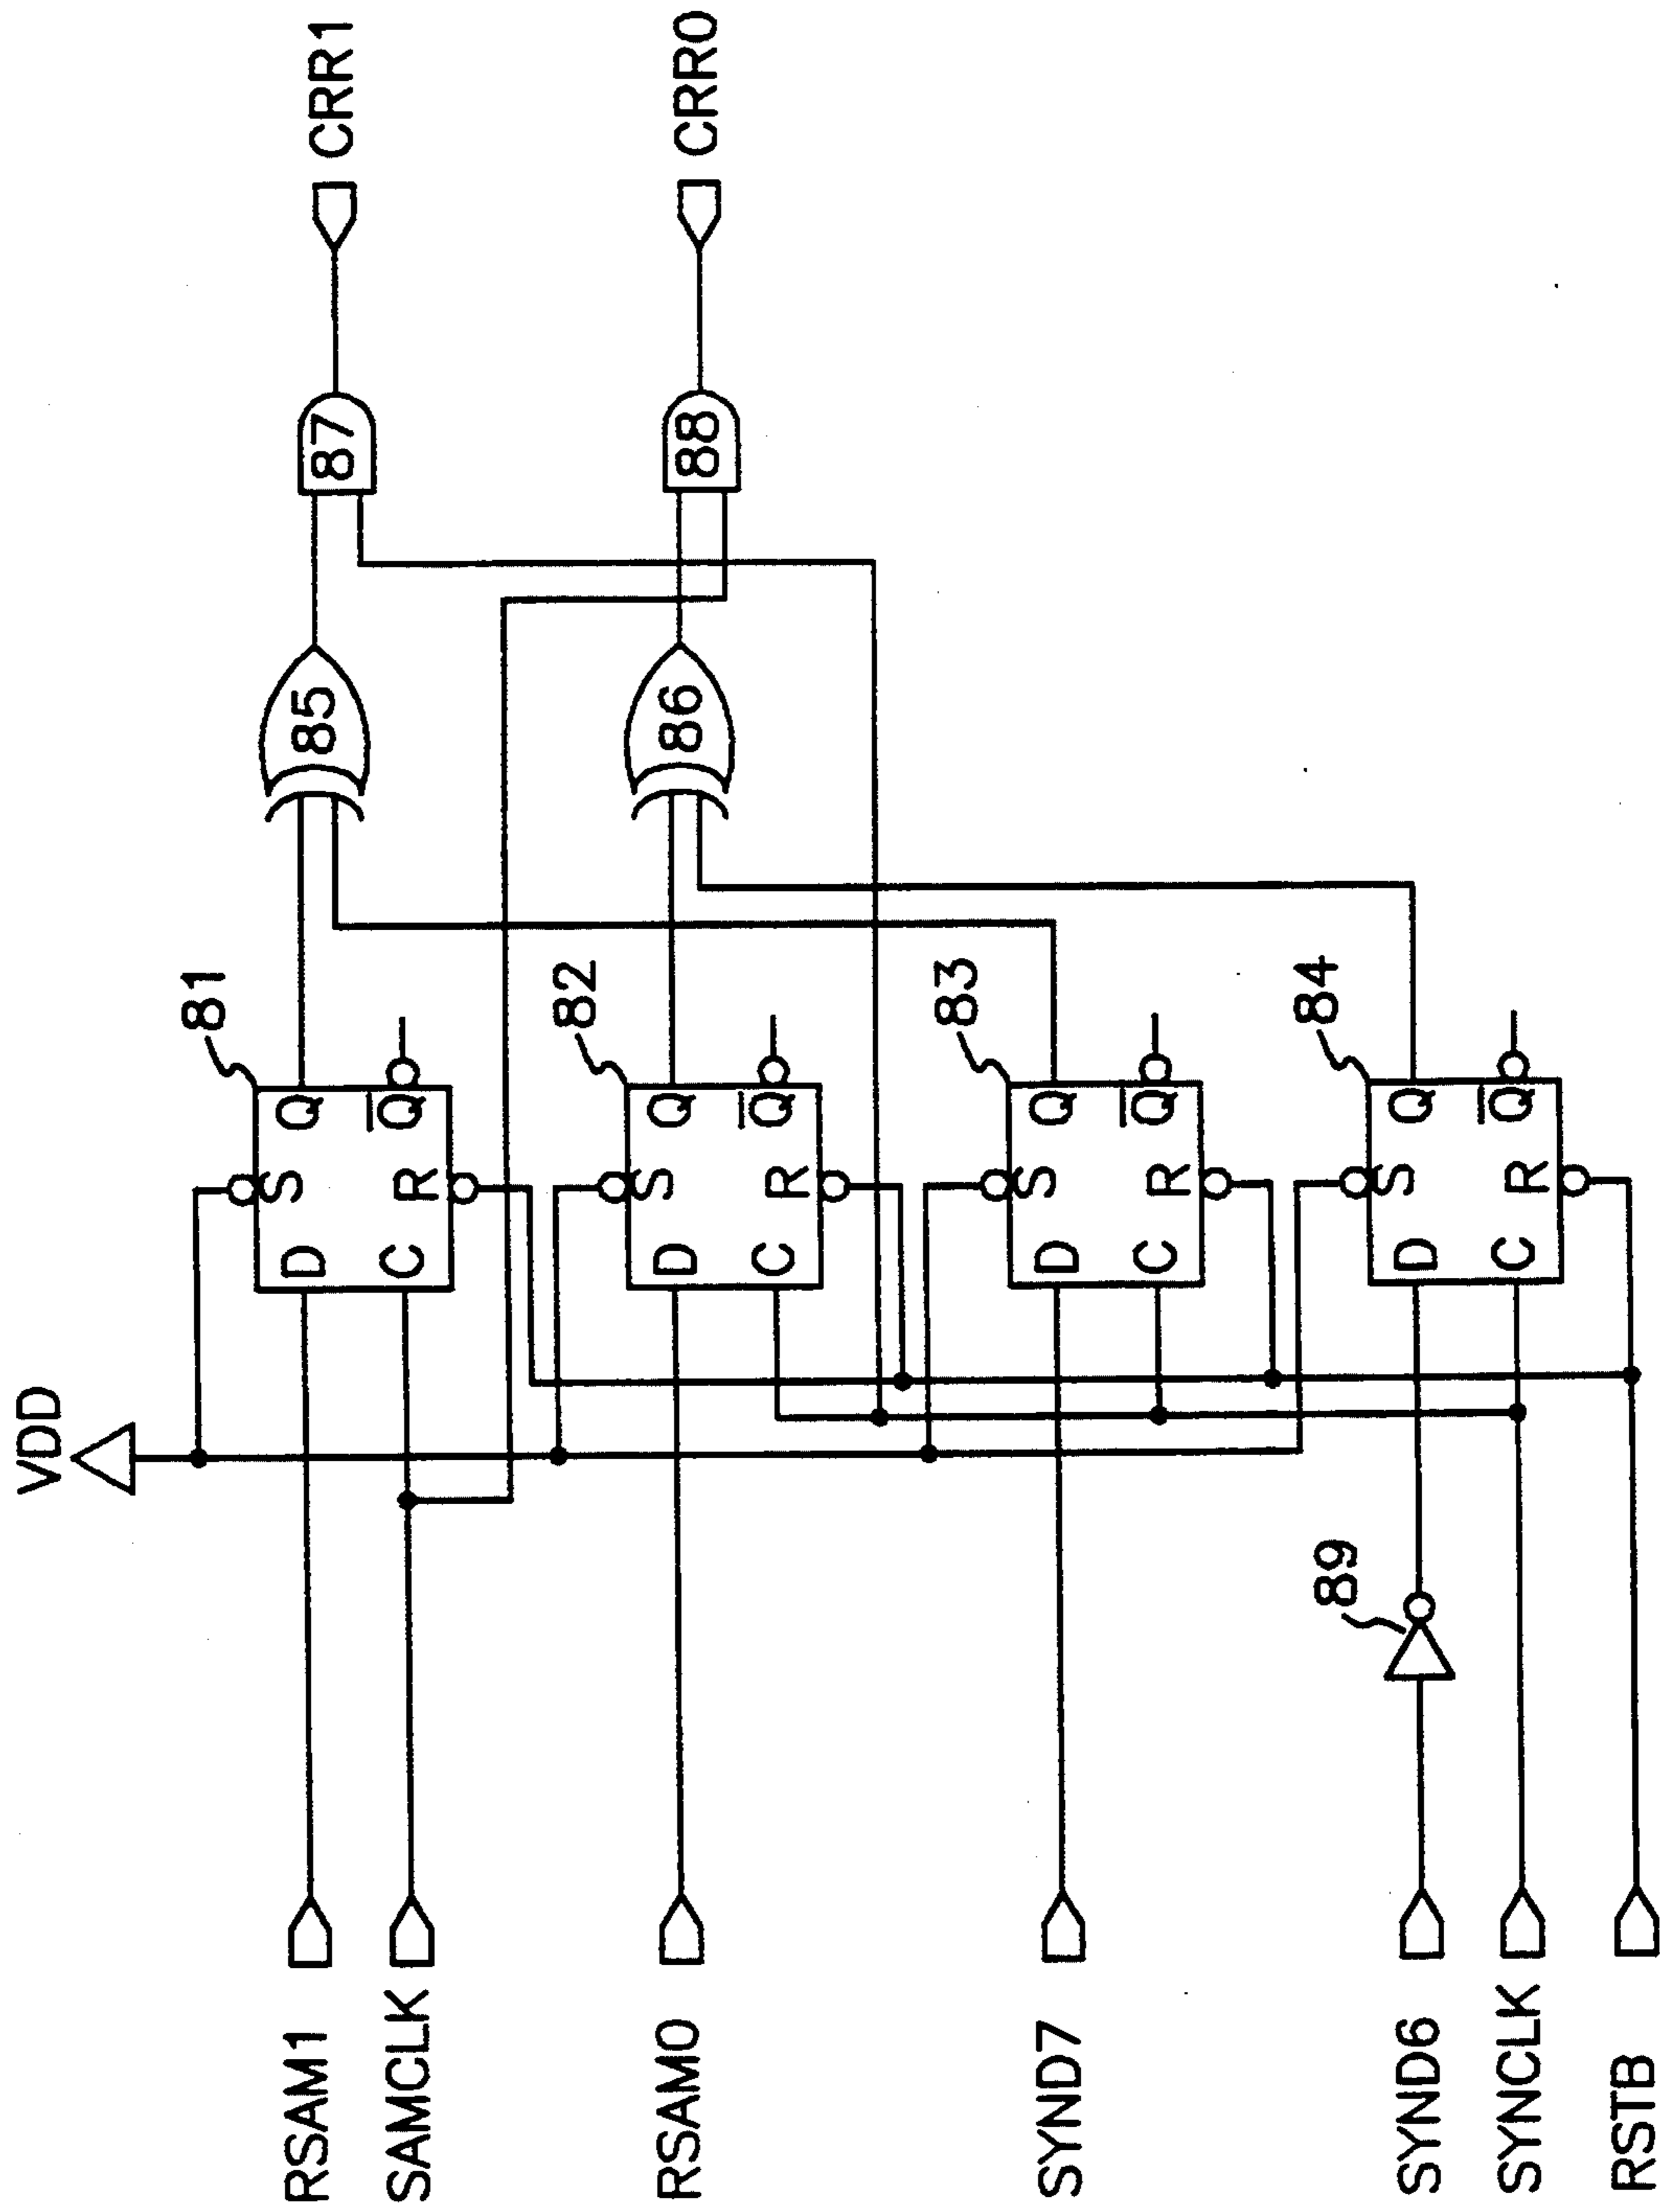 VDD
RSAM1
D
S
Q
81
85
87
CRR1
SAMCLK
C
R
Q
RSAM0
D
S
Q
82
86
88
CRR0
C
R
Q
SYND7
D
S
Q
83
C
R
Q
SYND6
89
D
S
Q
84
SYNCLK
C
R
Q
RSTB